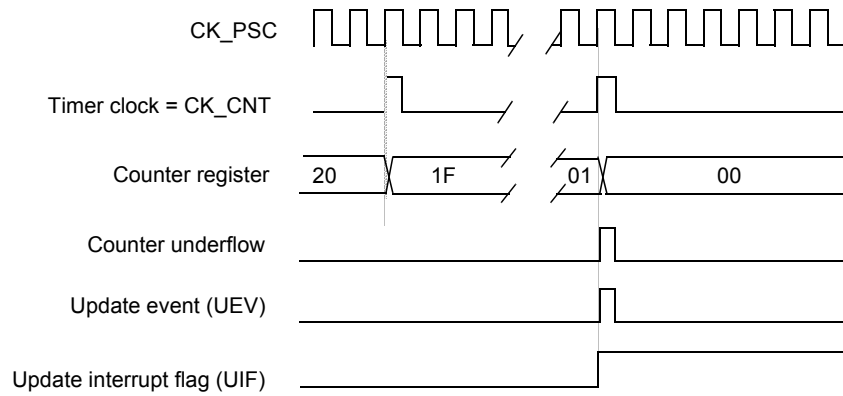 CK_PSC
Timer clock = CK_CNT
Counter register 20 1F 01 00
Counter underflow
Update event (UEV)
Update interrupt flag (UIF)